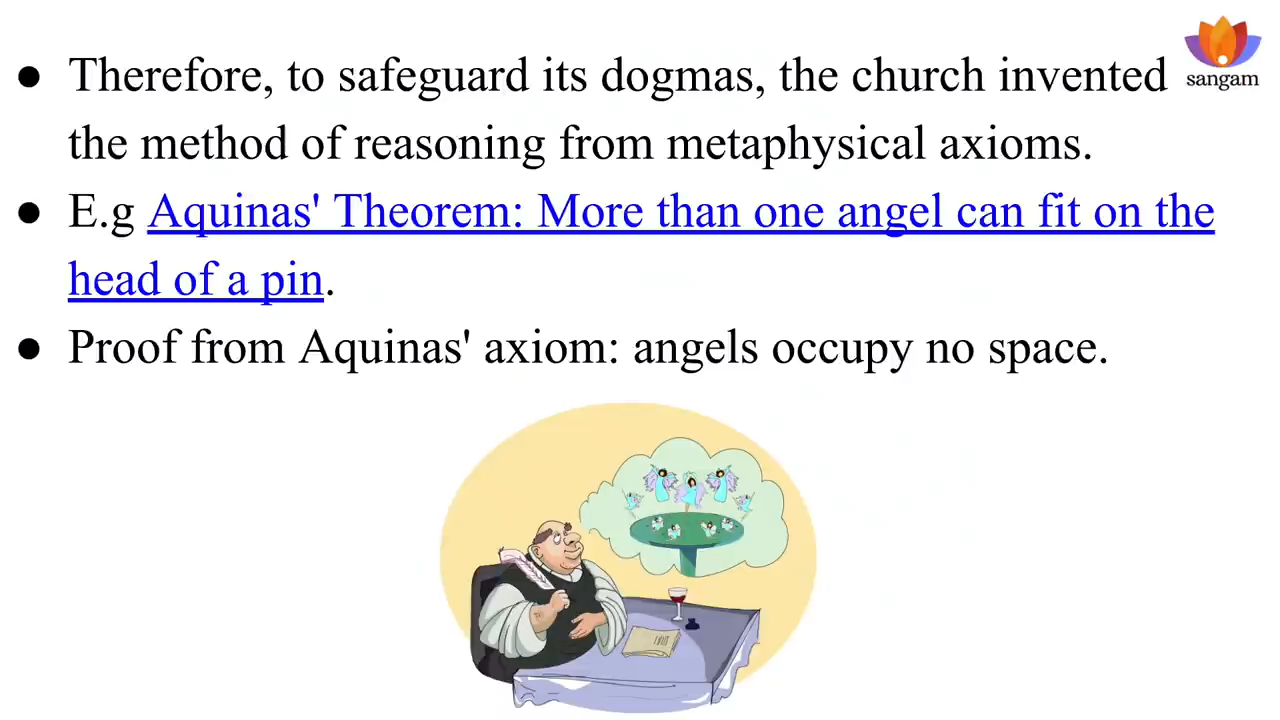 ● Therefore, to safeguard its dogmas, the church invented
the method of reasoning from metaphysical axioms.
● E.g Aquinas' Theorem: More than one angel can fit on the
head of a pin.
● Proof from Aquinas' axiom: angels occupy no space.
sangam